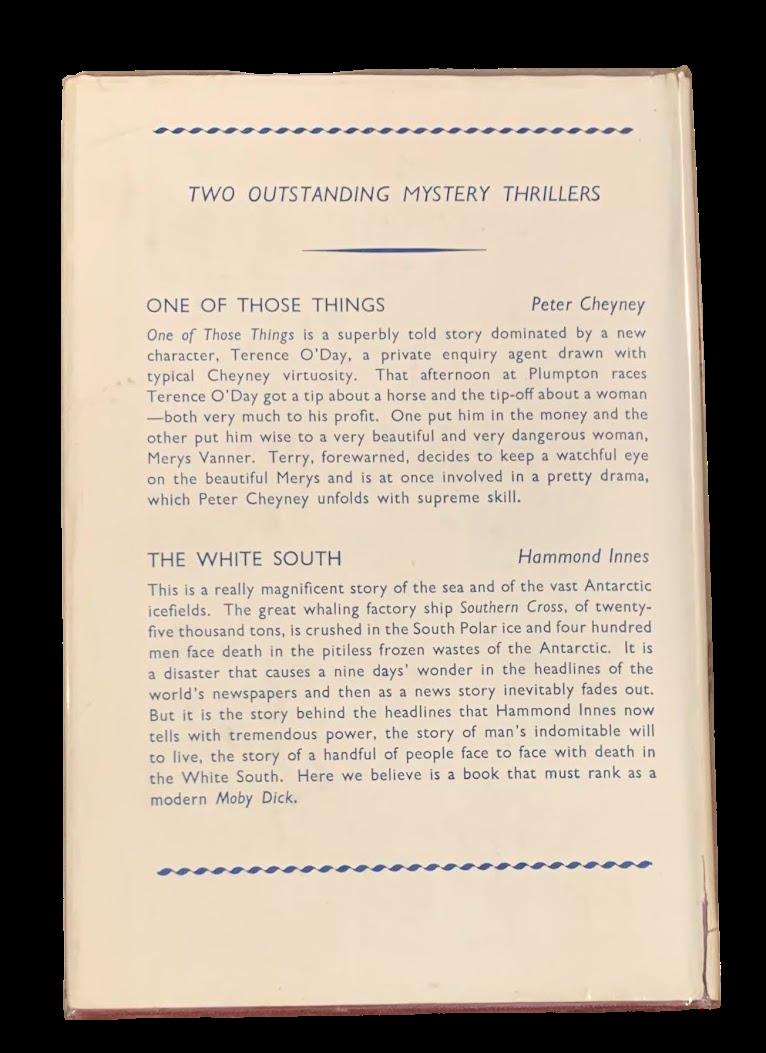 TWO OUTSTANDING MYSTERY THRILLERS
ONE OF THOSE THINGS Peter Cheyney
One of Those Things is a superbly told story dominated by a new
character, Terence O'Day, a private enquiry agent drawn with
typical Cheyney virtuosity. That afternoon at Plumpton races
Terence O'Day got a tip about a horse and the tip-off about a woman
—both very much to his profit. One put him in the money and the
other put him wise to a very beautiful and very dangerous woman,
Merys Vanner. Terry, forewarned, decides to keep a watchful eye
on the beautiful Merys and is at once involved in a pretty drama,
which Peter Cheyney unfolds with supreme skill.
THE WHITE SOUTH Hammond Innes
This is a really magnificent story of the sea and of the vast Antarctic
icefields. The great whaling factory ship Southern Cross, of twenty-
five thousand tons, is crushed in the South Polar ice and four hundred
men face death in the pitiless frozen wastes of the Antarctic. It is
a disaster that causes a nine days' wonder in the headlines of the
world's newspapers and then as a news story inevitably fades out.
But it is the story behind the headlines that Hammond Innes now
tells with tremendous power, the story of man's indomitable will
to live, the story of a handful of people face to face with death in
the White South. Here we believe is a book that must rank as a
modern Moby Dick.